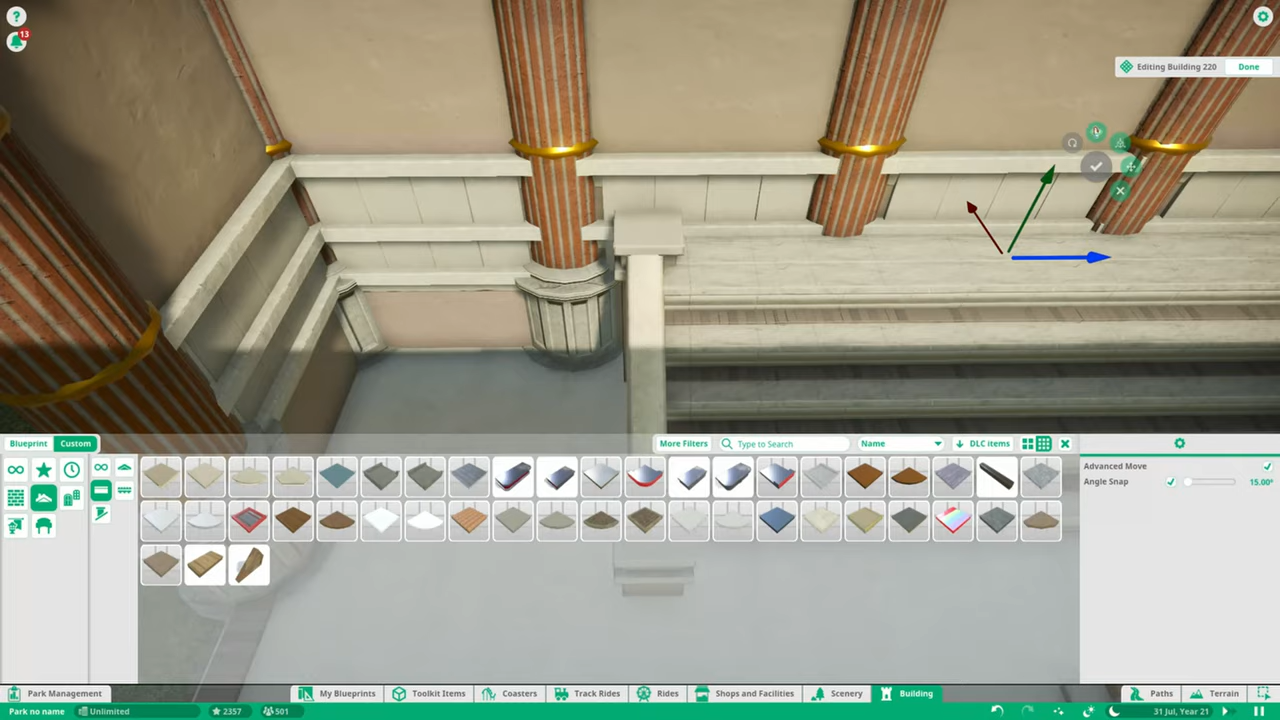 ?
13
Editing Building 220 Done
Blueprint Custom More Filters Type to Search Name DLC items
Advanced Move
Angle Snap 15.00°
Park Management My Blueprints Toolkit Items Coasters Track Rides Rides Shops and Facilities Scenery Building Paths Terrain
Park no name Unlimited 2357 501 31 Jul, Year 21